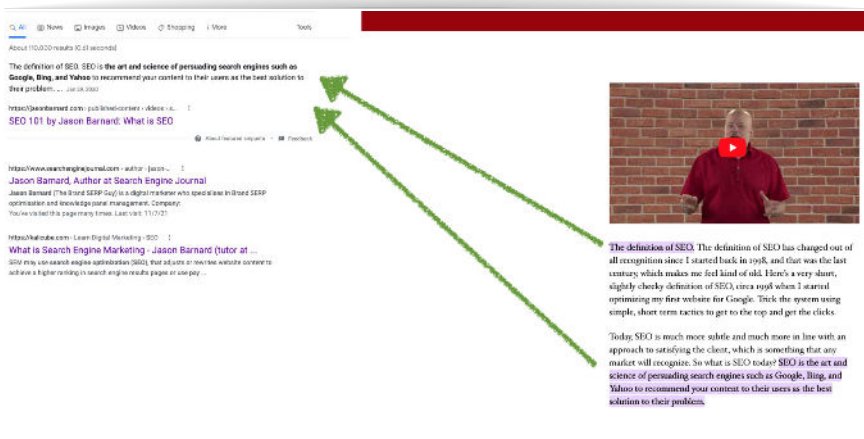 All News Images Videos Shopping More Tools
About 110,000 results (0.61 seconds)
The definition of SEO. SEO is the art and science of persuading search engines such as
Google, Bing, and Yahoo to recommend your content to their users as the best solution to
their problem. ...
https://jasonbarnard.com › published-content › videos › s...
SEO 101 by Jason Barnard: What is SEO
About featured snippets • Feedback
https://www.searchenginejournal.com › author › jason-...
Jason Barnard, Author at Search Engine Journal
Jason Barnard (The Brand SERP Guy) is a digital marketer who specialises in Brand SERP
optimisation and knowledge panel management. Company:
You've visited this page many times. Last visit: 11/7/21
https://kalicube.com › Learn Digital Marketing › SEO
What is Search Engine Marketing - Jason Barnard (tutor at ...
SEM may use search engine optimization (SEO), that adjusts or rewrites website content to
achieve a higher ranking in search engine results pages or use pay ...
The definition of SEO. The definition of SEO has changed out of
all recognition since I started back in 1998, and that was the last
century, which makes me feel kind of old. Here's a very short,
slightly cheeky definition of SEO, circa 1998 when I started
optimizing my first website for Google. Trick the system using
simple, short term tactics to get to the top and get the clicks.
Today, SEO is much more subtle and much more in line with an
approach to satisfying the client, which is something that any
market will recognize. So what is SEO today? SEO is the art and
science of persuading search engines such as Google, Bing, and
Yahoo to recommend your content to their users as the best
solution to their problem.